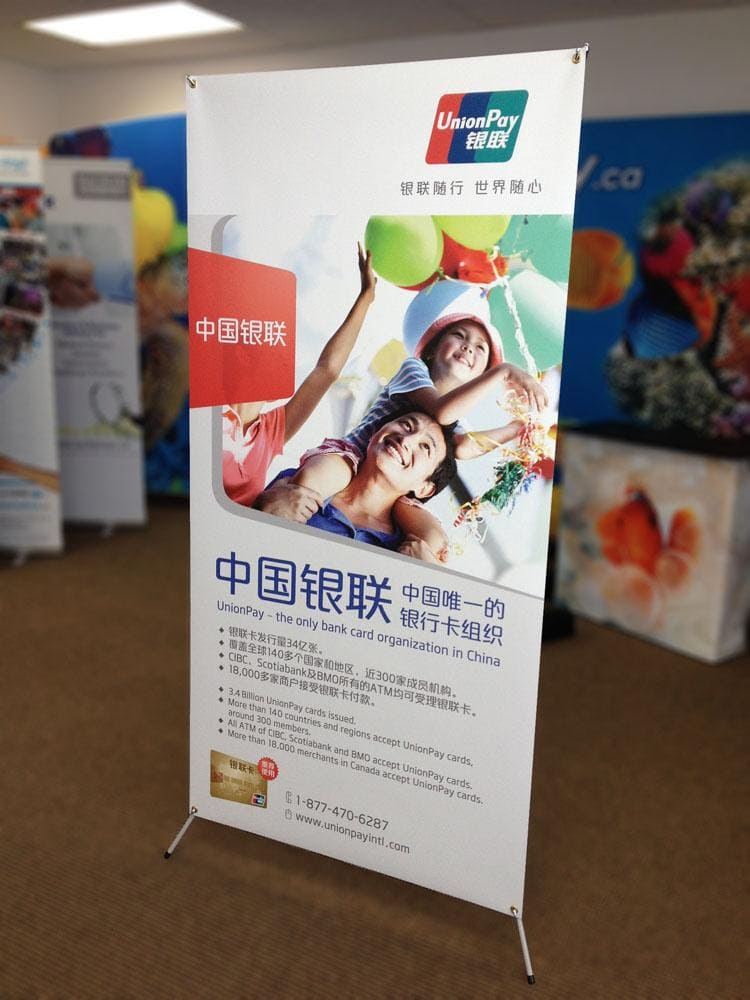 UnionPay
银联
银联随行 世界随心
.ca
中国银联
中国银联 中国唯一的
银行卡组织
UnionPay – the only bank card organization in China
银联卡发行量34亿张。
覆盖全球140多个国家和地区，近300家成员机构。
CIBC、Scotiabank及BMO所有的ATM均可受理银联卡。
18,000多家商户接受银联卡付款。
3.4 Billion UnionPay cards issued.
More than 140 countries and regions accept UnionPay cards,
around 300 members.
All ATM of CIBC, Scotiabank and BMO accept UnionPay cards.
More than 18,000 merchants in Canada accept UnionPay cards.
银联卡
推荐
使用
1-877-470-6287
www.unionpayintl.com